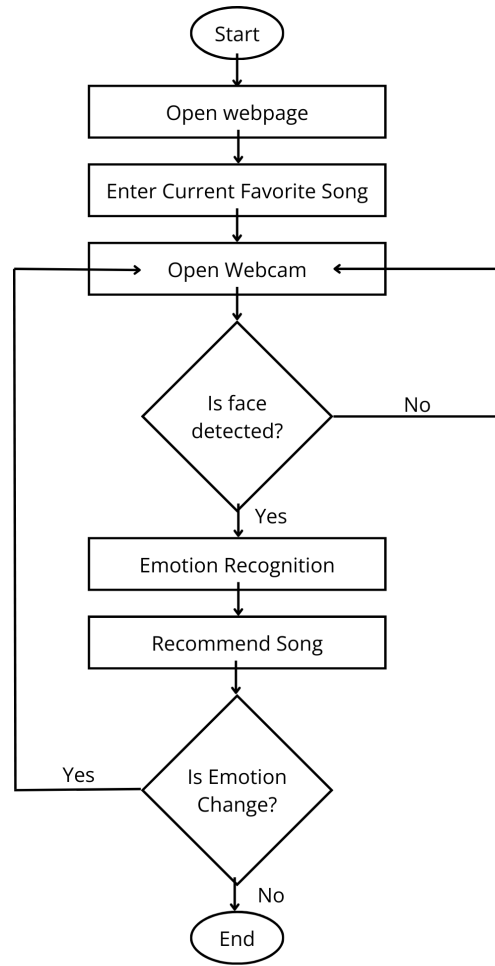 Start
Open webpage
Enter Current Favorite Song
Open Webcam
Is face
detected?
No
Yes
Emotion Recognition
Recommend Song
Is Emotion
Change?
Yes
No
End